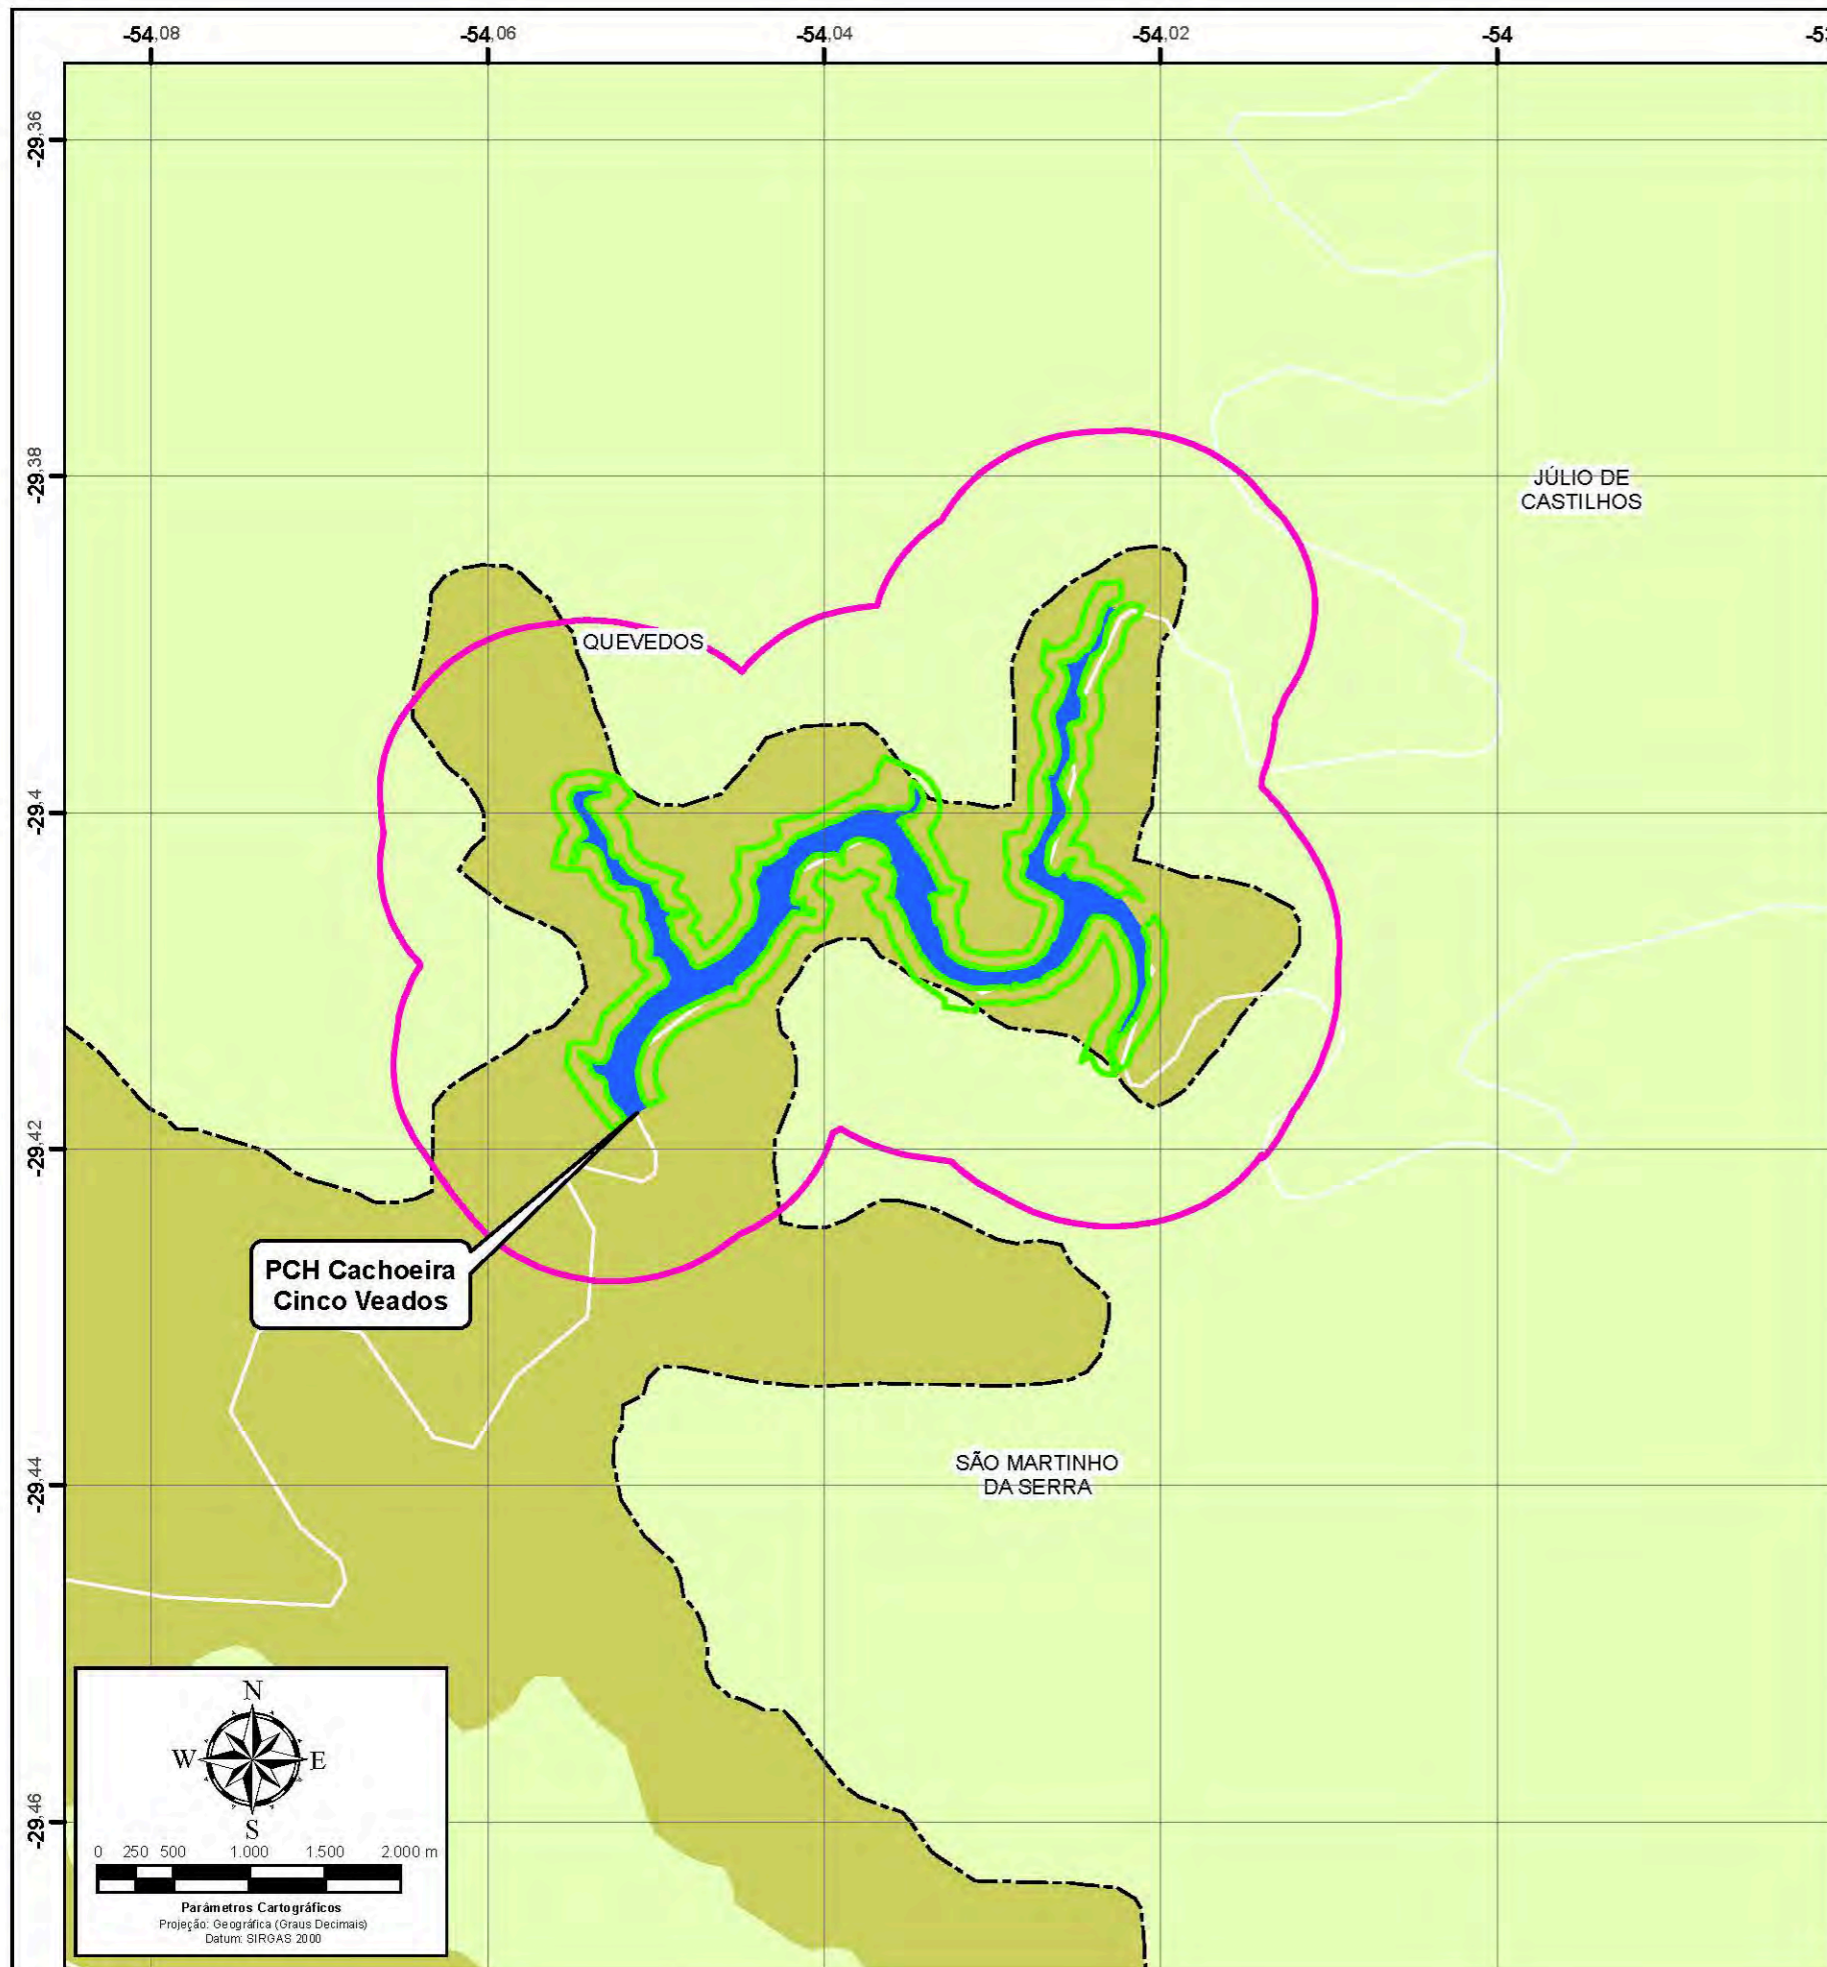 -54,08
-54,06
-54,04
-54,02
-54
-29,36
-29,38
JÚLIO DE
CASTILHOS
QUEVEDOS
-29,4
-29,42
PCH Cachoeira
Cinco Veados
-29,44
SÃO MARTINHO
DA SERRA
-29,46
N
W
E
S
0 250 500 1.000 1.500 2.000 m
Parâmetros Cartográficos
Projeção: Geográfica (Graus Decimais)
Datum: SIRGAS 2000